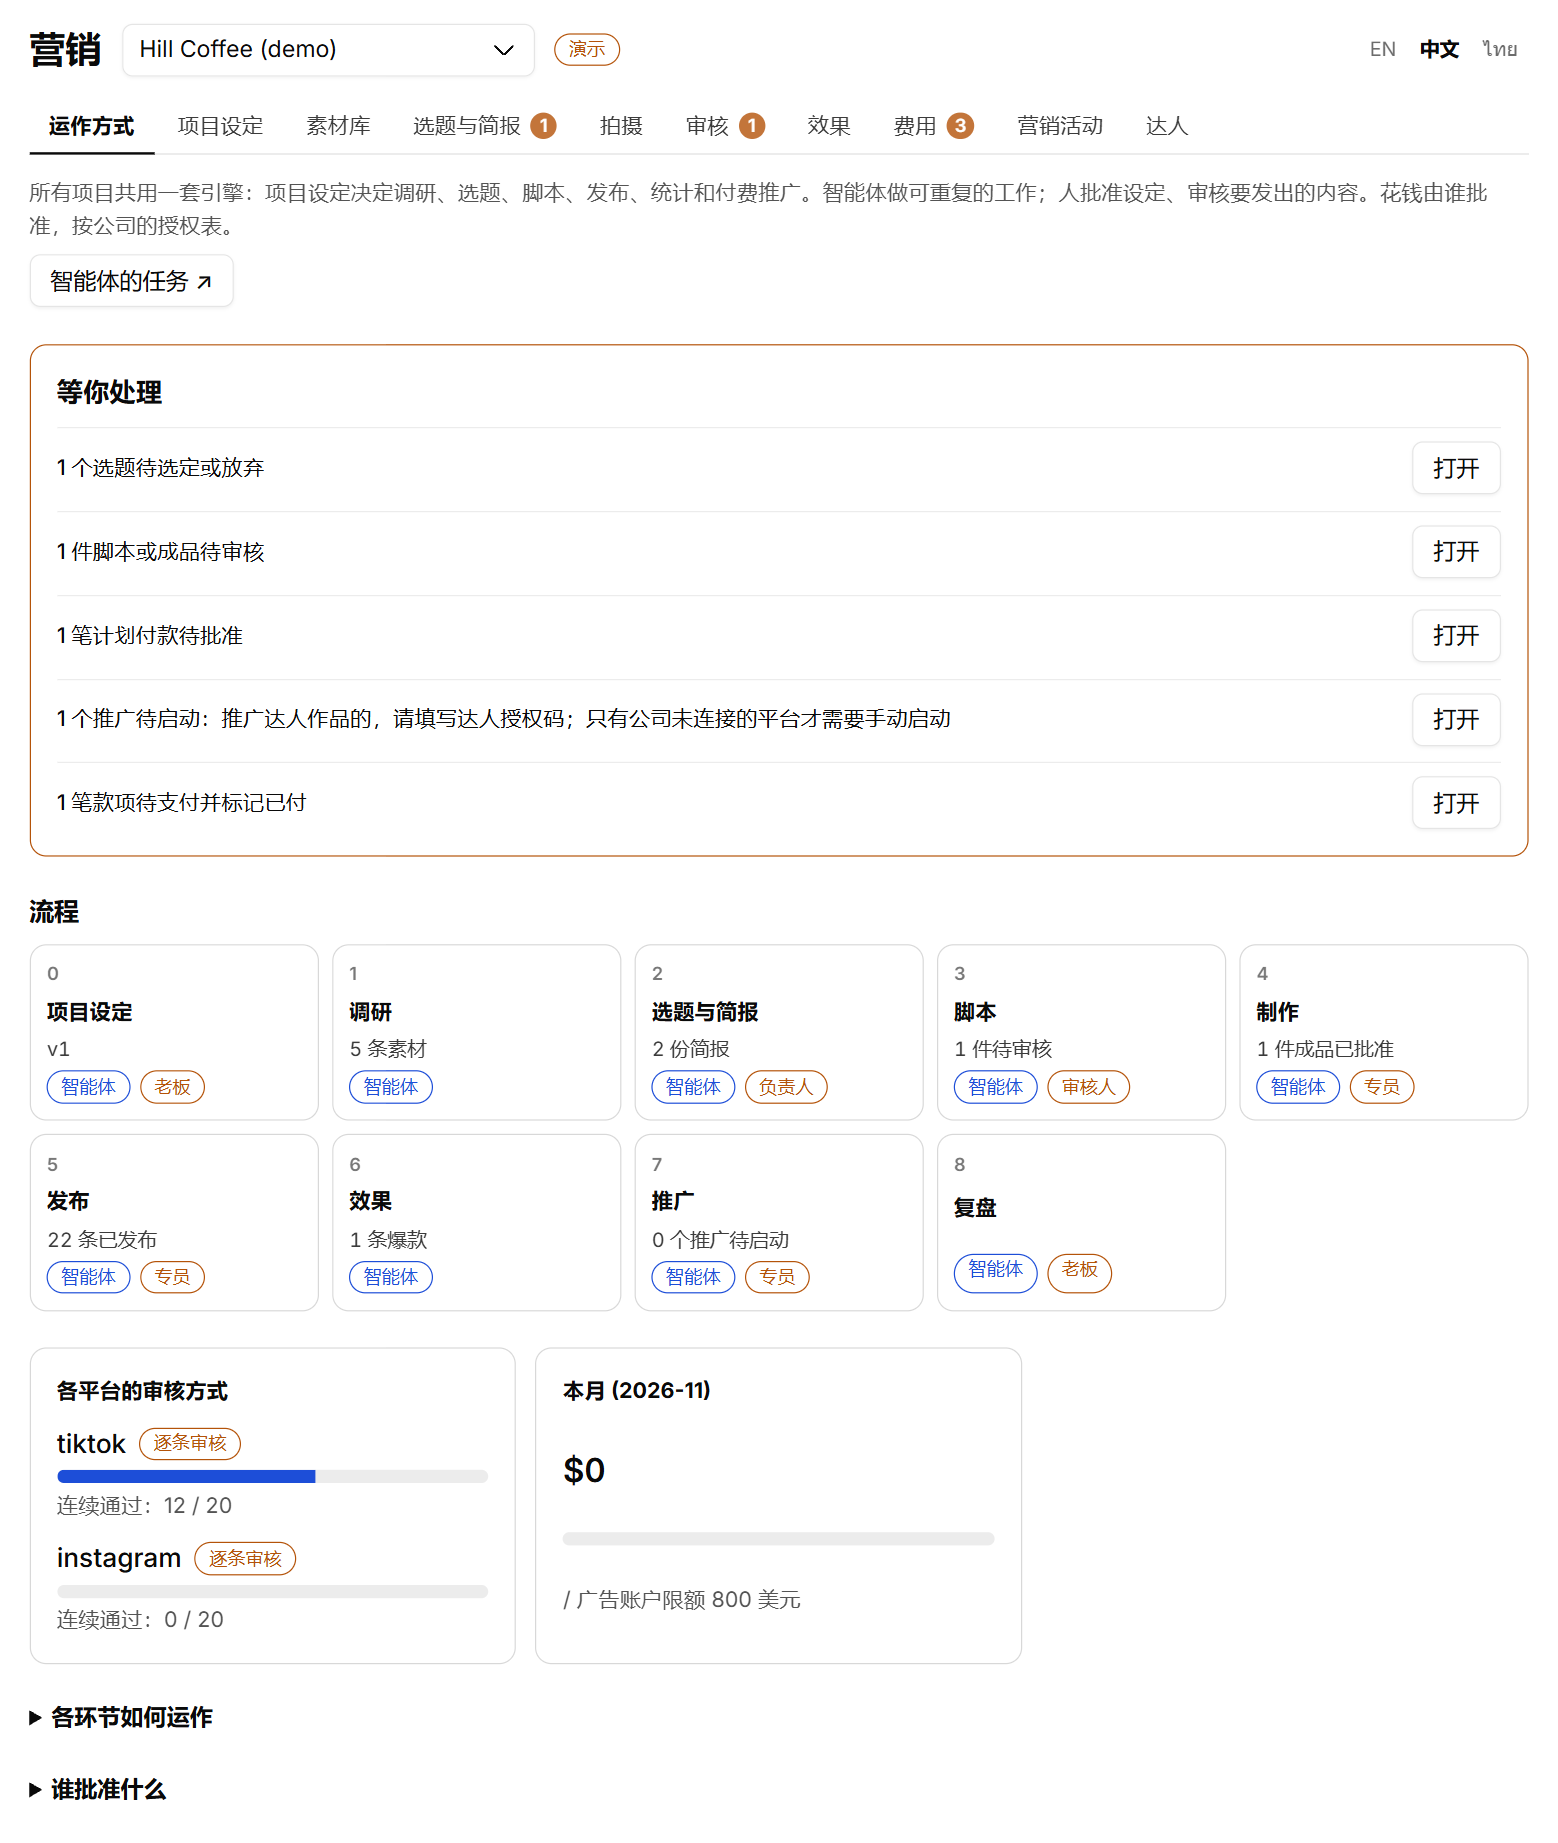 营销
Hill Coffee (demo)
演示
EN 中文 ไทย
运作方式 项目设定 素材库 选题与简报 1 拍摄 审核 1 效果 费用 3 营销活动 达人
所有项目共用一套引擎：项目设定决定调研、选题、脚本、发布、统计和付费推广。智能体做可重复的工作；人批准设定、审核要发出的内容。花钱由谁批
准，按公司的授权表。
智能体的任务 ↗
等你处理
1 个选题待选定或放弃 打开
1 件脚本或成品待审核 打开
1 笔计划付款待批准 打开
1 个推广待启动：推广达人作品的，请填写达人授权码；只有公司未连接的平台才需要手动启动 打开
1 笔款项待支付并标记已付 打开
流程
0
项目设定
v1
智能体 老板
1
调研
5 条素材
智能体
2
选题与简报
2 份简报
智能体 负责人
3
脚本
1 件待审核
智能体 审核人
4
制作
1 件成品已批准
智能体 专员
5
发布
22 条已发布
智能体 专员
6
效果
1 条爆款
智能体
7
推广
0 个推广待启动
智能体 专员
8
复盘
智能体 老板
各平台的审核方式
tiktok 逐条审核
连续通过：12 / 20
instagram 逐条审核
连续通过：0 / 20
本月 (2026-11)
$0
/ 广告账户限额 800 美元
▶ 各环节如何运作
▶ 谁批准什么